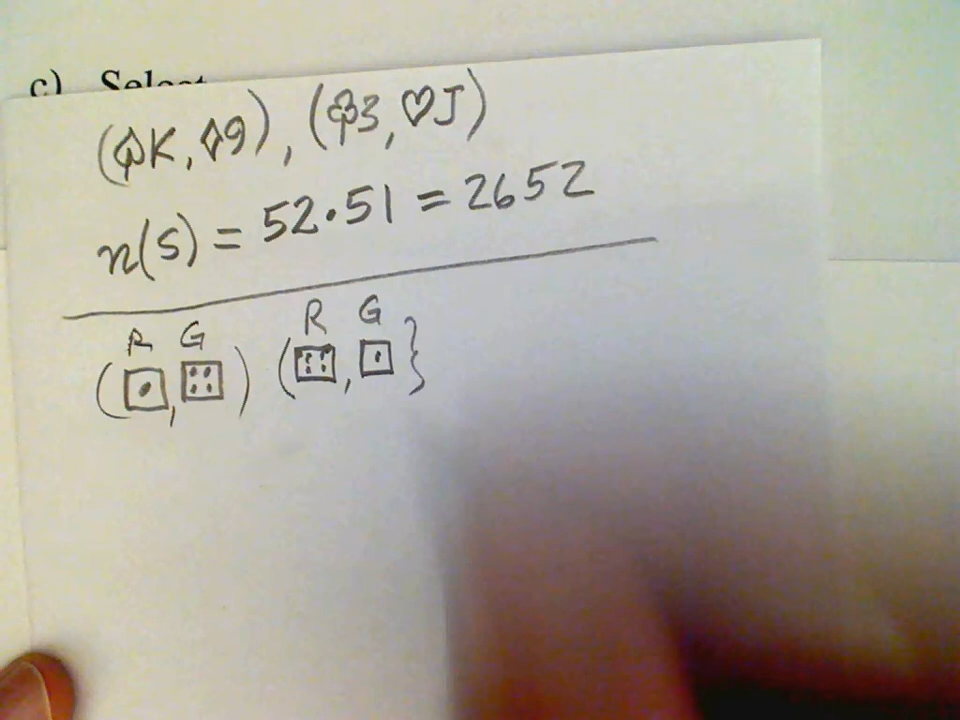 c) Select
(♤K, ♢9), (♧3, ♡J)
n(S) = 52·51 = 2652
R G R G
(⚀, ⚃) (⚃, ⚀}